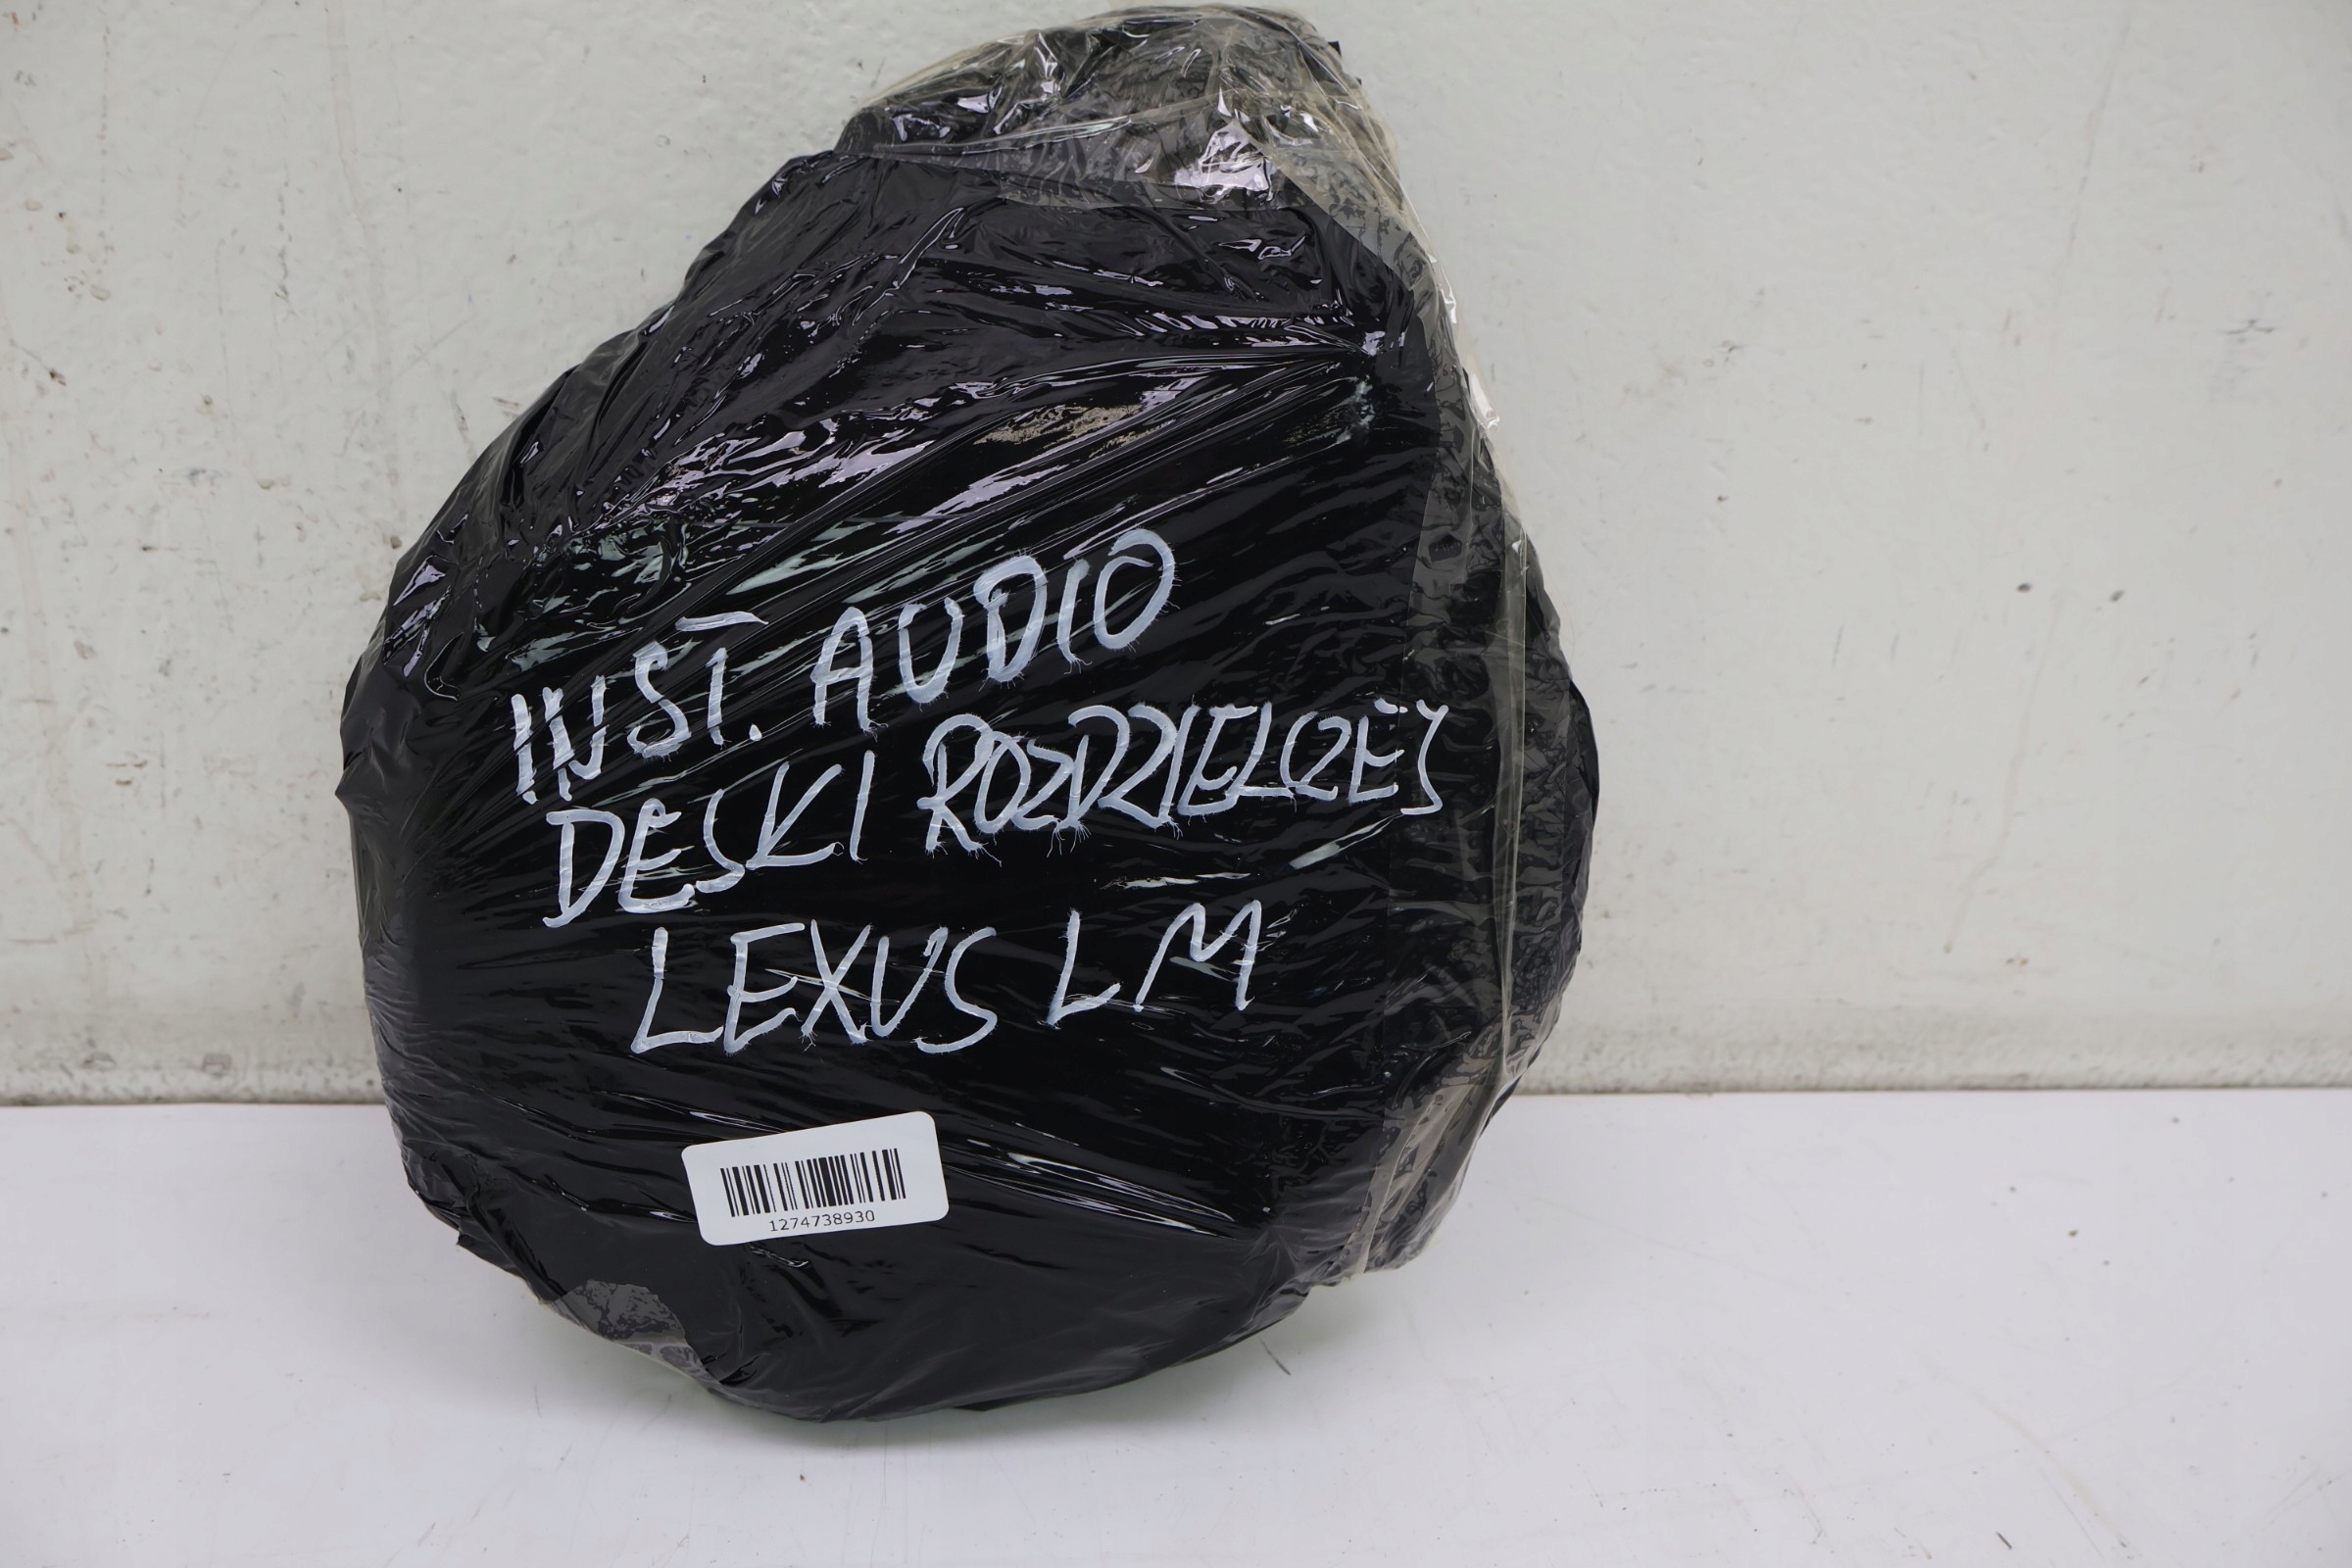 INST. AUDIO
DESKI ROZDZIELCZEJ
LEXUS LM
1274738930